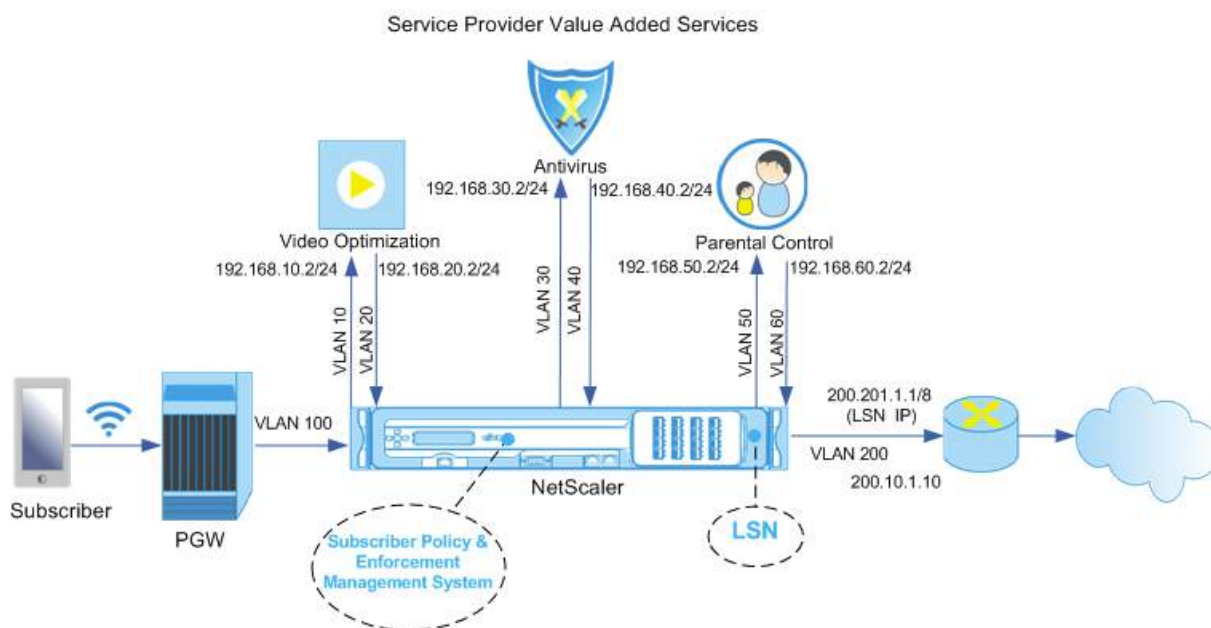 Service Provider Value Added Services
Antivirus
192.168.30.2/24
192.168.40.2/24
Video Optimization
Parental Control
192.168.10.2/24
192.168.20.2/24
192.168.50.2/24
192.168.60.2/24
VLAN 10
VLAN 20
VLAN 30
VLAN 40
VLAN 50
VLAN 60
VLAN 100
200.201.1.1/8
(LSN IP)
VLAN 200
200.10.1.10
NetScaler
Subscriber
PGW
Subscriber Policy &
Enforcement
Management System
LSN